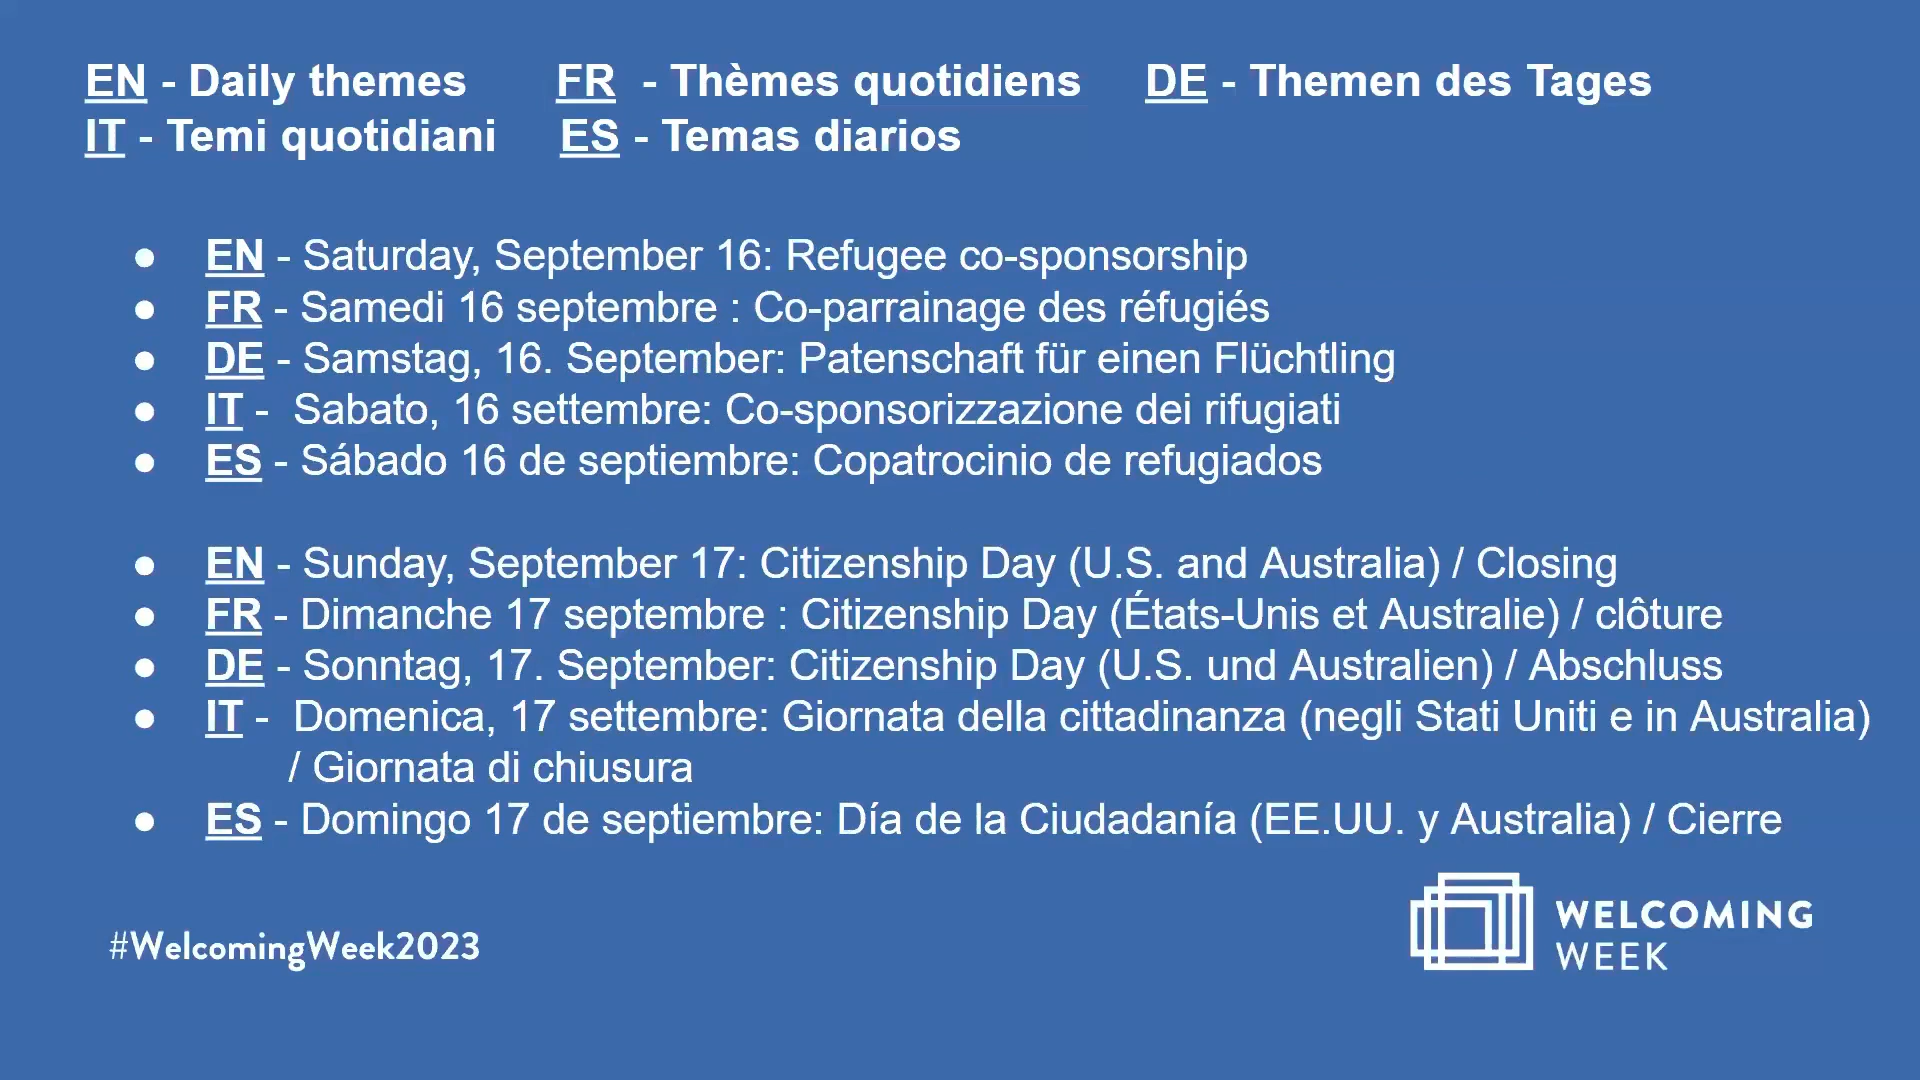 EN - Daily themes FR - Thèmes quotidiens DE - Themen des Tages
IT - Temi quotidiani ES - Temas diarios
● EN - Saturday, September 16: Refugee co-sponsorship
● FR - Samedi 16 septembre : Co-parrainage des réfugiés
● DE - Samstag, 16. September: Patenschaft für einen Flüchtling
● IT - Sabato, 16 settembre: Co-sponsorizzazione dei rifugiati
● ES - Sábado 16 de septiembre: Copatrocinio de refugiados
● EN - Sunday, September 17: Citizenship Day (U.S. and Australia) / Closing
● FR - Dimanche 17 septembre : Citizenship Day (États-Unis et Australie) / clôture
● DE - Sonntag, 17. September: Citizenship Day (U.S. und Australien) / Abschluss
● IT - Domenica, 17 settembre: Giornata della cittadinanza (negli Stati Uniti e in Australia)
/ Giornata di chiusura
● ES - Domingo 17 de septiembre: Día de la Ciudadanía (EE.UU. y Australia) / Cierre
#WelcomingWeek2023
WELCOMING
WEEK